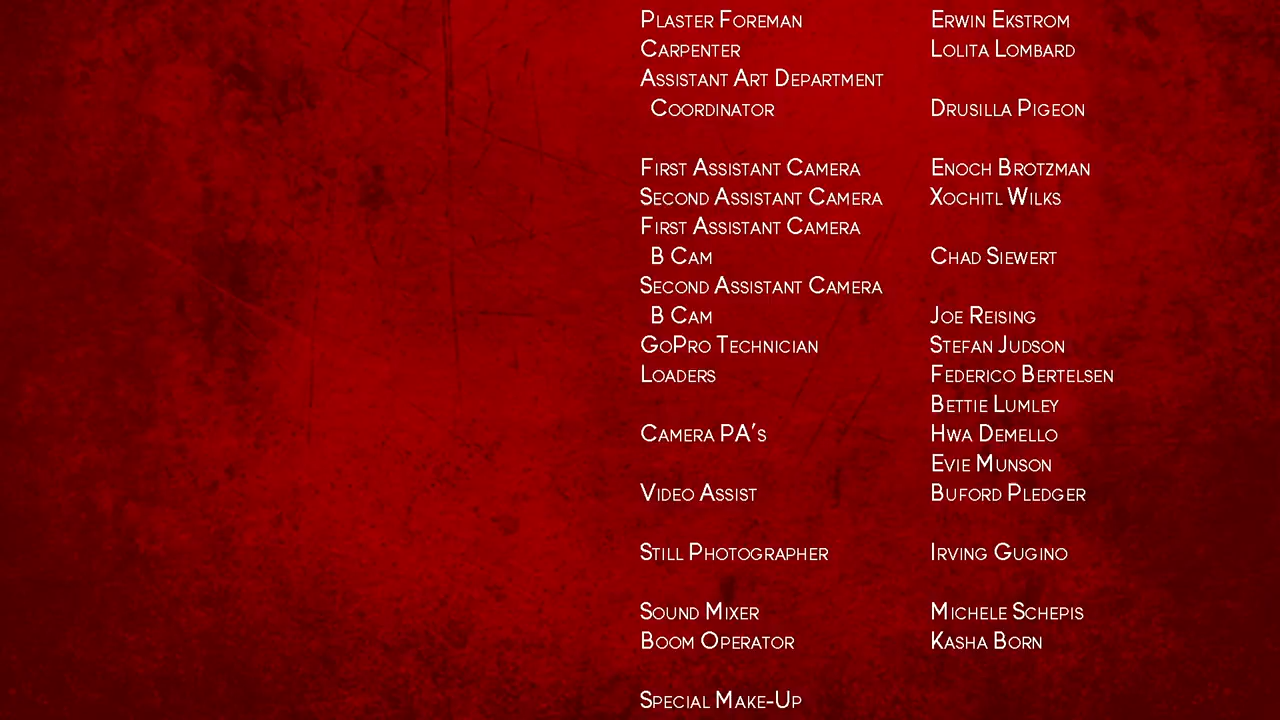 Plaster Foreman Erwin Ekstrom
Carpenter Lolita Lombard
Assistant Art Department
Coordinator Drusilla Pigeon
First Assistant Camera Enoch Brotzman
Second Assistant Camera Xochitl Wilks
First Assistant Camera
B Cam Chad Siewert
Second Assistant Camera
B Cam Joe Reising
GoPro Technician Stefan Judson
Loaders Federico Bertelsen
Bettie Lumley
Camera PA's Hwa Demello
Evie Munson
Video Assist Buford Pledger
Still Photographer Irving Gugino
Sound Mixer Michele Schepis
Boom Operator Kasha Born
Special Make-Up